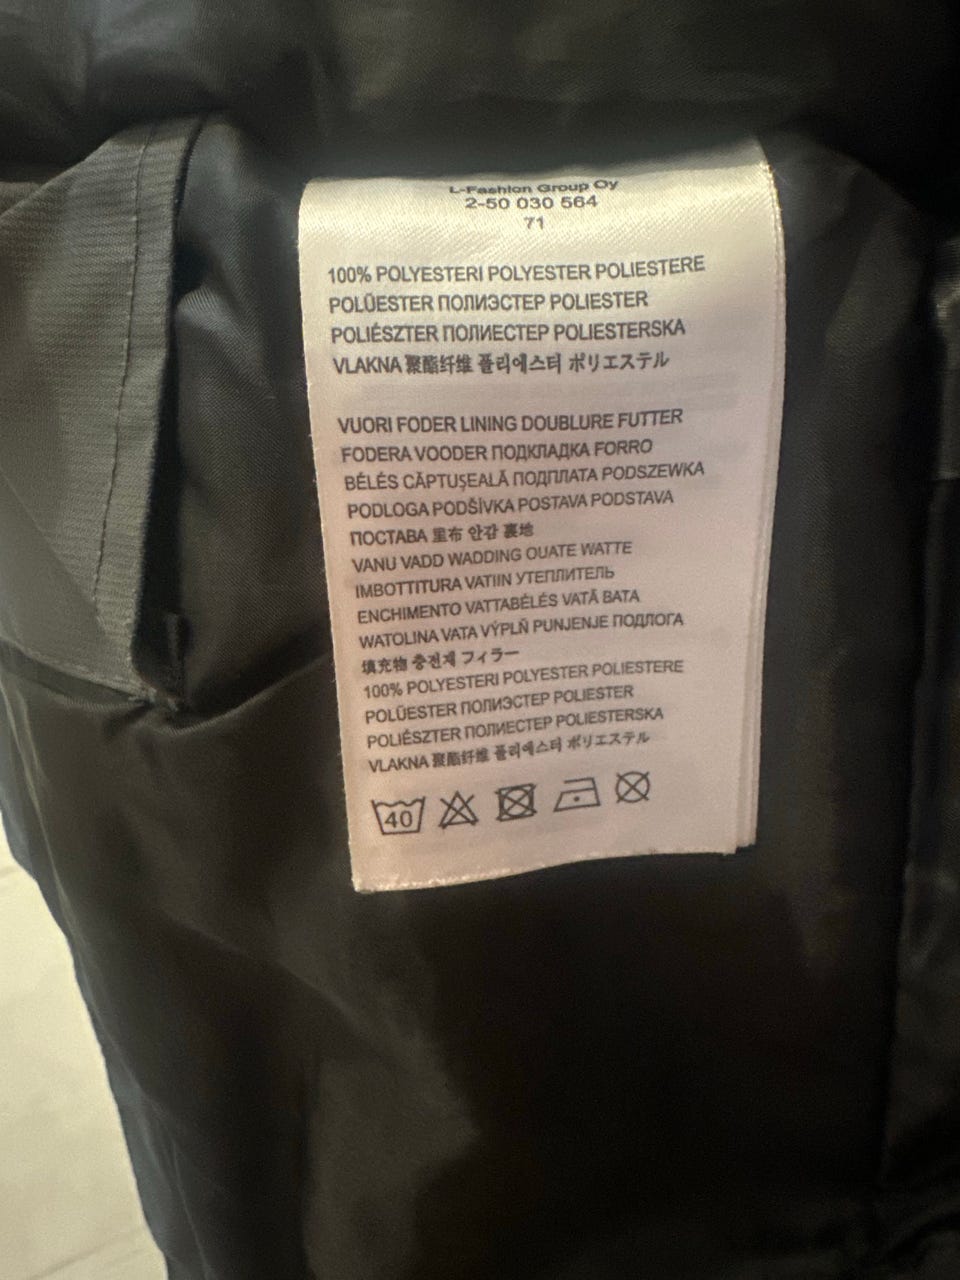 L-Fashion Group Oy
2-50 030 564
71
100% POLYESTERI POLYESTER POLIESTERE
POLÜESTER ПОЛИЭСТЕР POLIESTER
POLIÉSZTER ПОЛИЕСТЕР POLIESTERSKA
VLAKNA 聚酯纤维 폴리에스터 ポリエステル
VUORI FODER LINING DOUBLURE FUTTER
FODERA VOODER ПОДКЛАДКА FORRO
BÉLÉS CĂPTUŞEALĂ ПОДПЛАТА PODSZEWKA
PODLOGA PODŠÍVKA POSTAVA PODSTAVA
ПОСТАВА 里布 안감 裏地
VANU VADD WADDING OUATE WATTE
IMBOTTITURA VATIIN УТЕПЛИТЕЛЬ
ENCHIMENTO VATTABÉLÉS VATĂ ВАТА
WATOLINA VATA VÝPLŇ PUNJENJE ПОДЛОГА
填充物 충전재 フィラー
100% POLYESTERI POLYESTER POLIESTERE
POLÜESTER ПОЛИЭСТЕР POLIESTER
POLIÉSZTER ПОЛИЕСТЕР POLIESTERSKA
VLAKNA 聚酯纤维 폴리에스터 ポリエステル
40